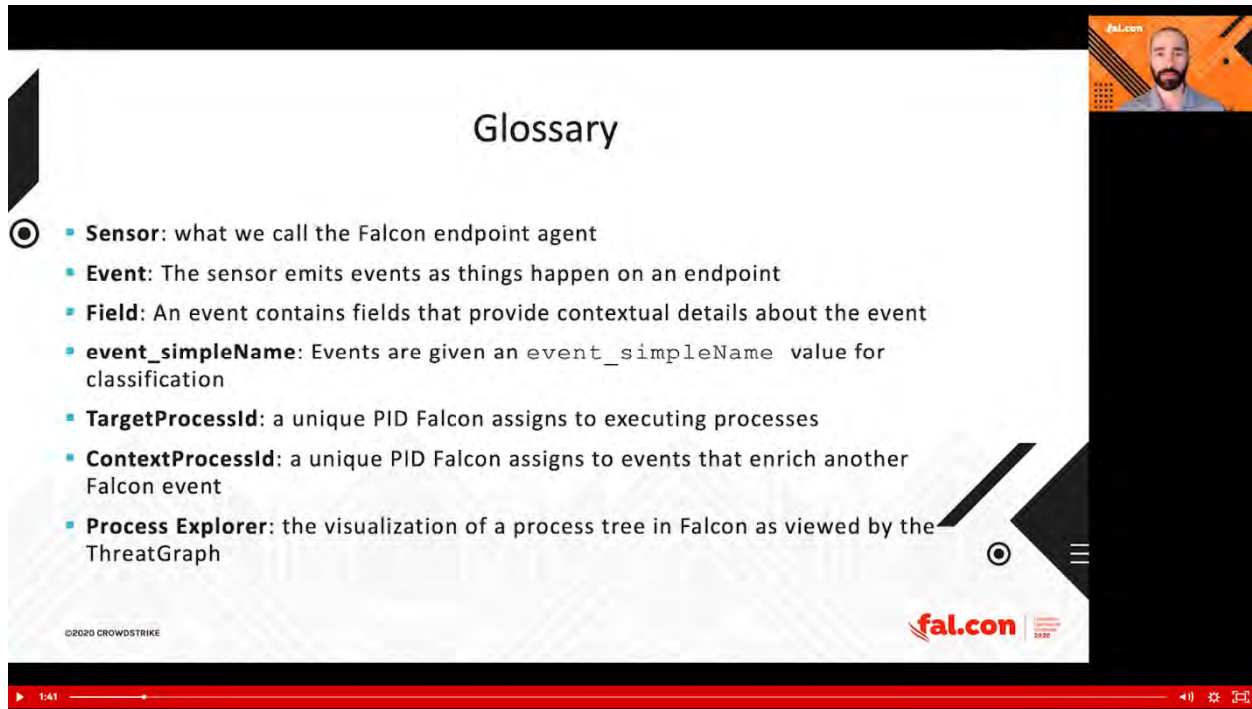 fal.con
Glossary
Sensor: what we call the Falcon endpoint agent
Event: The sensor emits events as things happen on an endpoint
Field: An event contains fields that provide contextual details about the event
event_simpleName: Events are given an event_simpleName value for
classification
TargetProcessId: a unique PID Falcon assigns to executing processes
ContextProcessId: a unique PID Falcon assigns to events that enrich another
Falcon event
Process Explorer: the visualization of a process tree in Falcon as viewed by the
ThreatGraph
©2020 CROWDSTRIKE
fal.con
2020
1:41